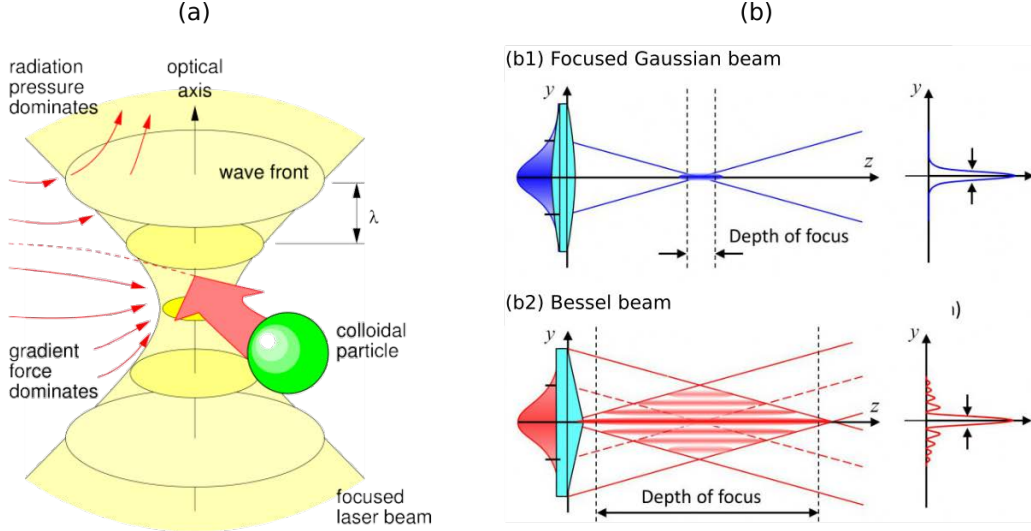 (a)
radiation
pressure
dominates
optical
axis
wave front
λ
gradient
force
dominates
colloidal
particle
focused
laser beam
(b)
(b1) Focused Gaussian beam
y
z
Depth of focus
y
(b2) Bessel beam
y
z
Depth of focus
)
y